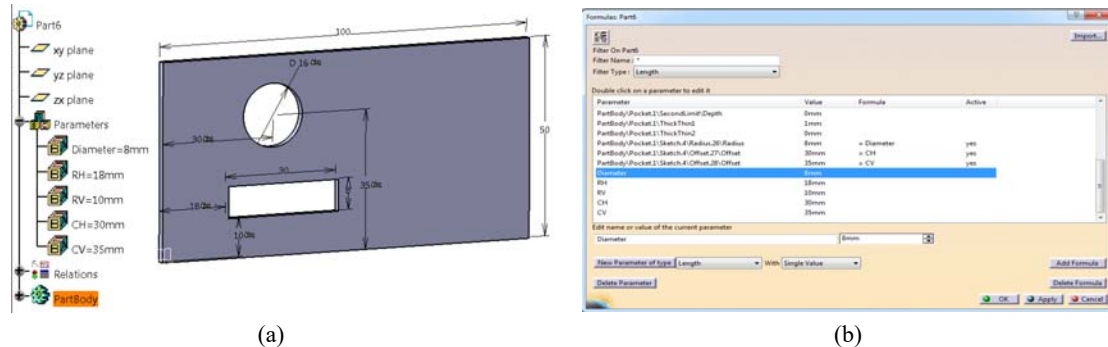 Part6
xy plane
yz plane
zx plane
Parameters
Diameter=8mm
RH=18mm
RV=10mm
CH=30mm
CV=35mm
Relations
PartBody
100
D 16
50
30
30
35
18
10
(a)
Formulas: Part6
Import...
Filter On Part6
Filter Name : *
Filter Type : Length
Double click on a parameter to edit it
Parameter Value Formula Active
PartBody\Pocket.1\SecondLimit\Depth 0mm
PartBody\Pocket.1\ThickThin1 1mm
PartBody\Pocket.1\ThickThin2 0mm
PartBody\Pocket.1\Sketch.4\Radius.26\Radius 8mm = Diameter yes
PartBody\Pocket.1\Sketch.4\Offset.27\Offset 30mm = CH yes
PartBody\Pocket.1\Sketch.4\Offset.28\Offset 35mm = CV yes
Diameter 8mm
RH 18mm
RV 10mm
CH 30mm
CV 35mm
Edit name or value of the current parameter
Diameter 8mm
New Parameter of type Length With Single Value Add Formula
Delete Parameter Delete Formula
OK Apply Cancel
(b)